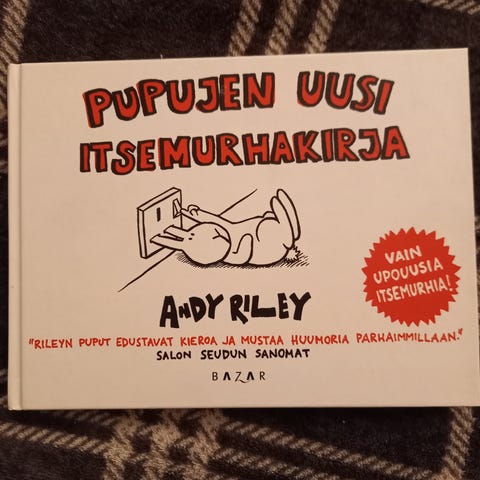 PUPUJEN UUSI
ITSEMURHAKIRJA
VAIN
UPOUUSIA
ITSEMURHIA!
ANDY RILEY
"RILEYN PUPUT EDUSTAVAT KIEROA JA MUSTAA HUUMORIA PARHAIMMILLAAN."
SALON SEUDUN SANOMAT
BAZAR